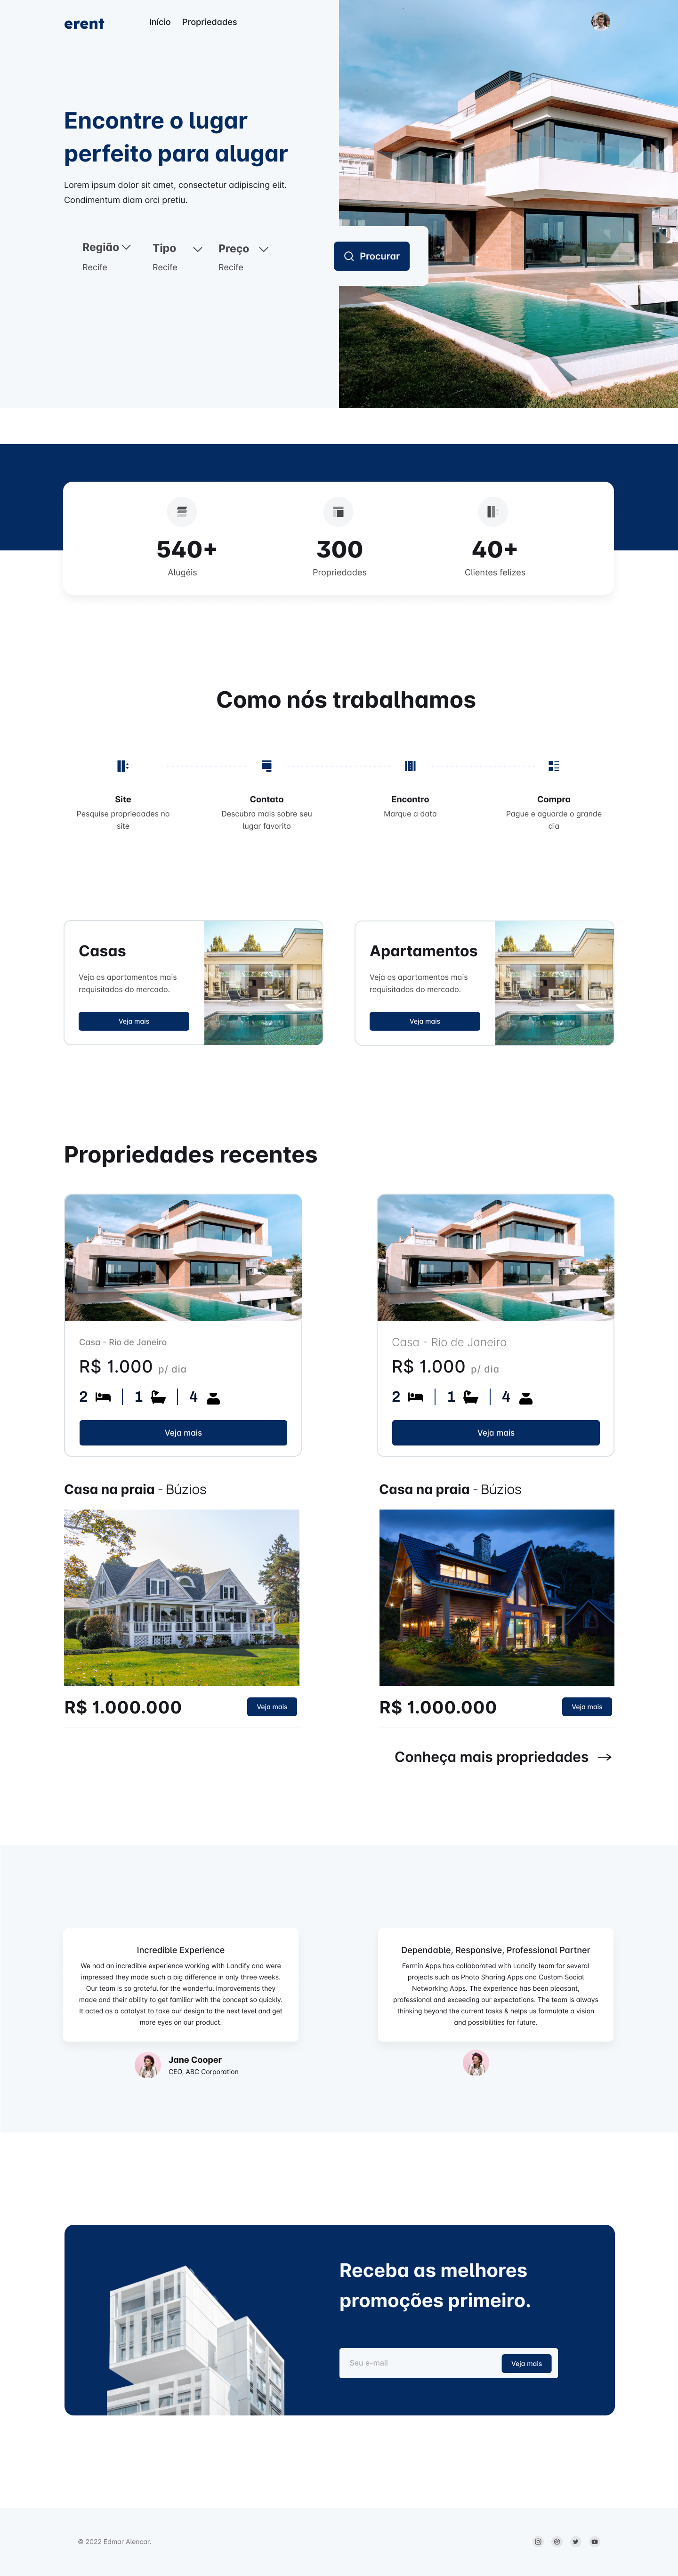 erent
Início
Propriedades
Encontre o lugar
perfeito para alugar
Lorem ipsum dolor sit amet, consectetur adipiscing elit.
Condimentum diam orci pretiu.
Região
Tipo
Preço
Recife
Recife
Recife
Procurar
540+
Alugéis
300
Propriedades
40+
Clientes felizes
Como nós trabalhamos
Site
Pesquise propriedades no
site
Contato
Descubra mais sobre seu
lugar favorito
Encontro
Marque a data
Compra
Pague e aguarde o grande
dia
Casas
Veja os apartamentos mais
requisitados do mercado.
Veja mais
Apartamentos
Veja os apartamentos mais
requisitados do mercado.
Veja mais
Propriedades recentes
Casa - Rio de Janeiro
R$ 1.000 p/ dia
2
1
4
Veja mais
Casa - Rio de Janeiro
R$ 1.000 p/ dia
2
1
4
Veja mais
Casa na praia - Búzios
R$ 1.000.000
Veja mais
Casa na praia - Búzios
R$ 1.000.000
Veja mais
Conheça mais propriedades
Incredible Experience
We had an incredible experience working with Landify and were
impressed they made such a big difference in only three weeks.
Our team is so grateful for the wonderful improvements they
made and their ability to get familiar with the concept so quickly.
It acted as a catalyst to take our design to the next level and get
more eyes on our product.
Jane Cooper
CEO, ABC Corporation
Dependable, Responsive, Professional Partner
Fermin Apps has collaborated with Landify team for several
projects such as Photo Sharing Apps and Custom Social
Networking Apps. The experience has been pleasant,
professional and exceeding our expectations. The team is always
thinking beyond the current tasks & helps us formulate a vision
and possibilities for future.
Receba as melhores
promoções primeiro.
Seu e-mail
Veja mais
© 2022 Edmar Alencar.